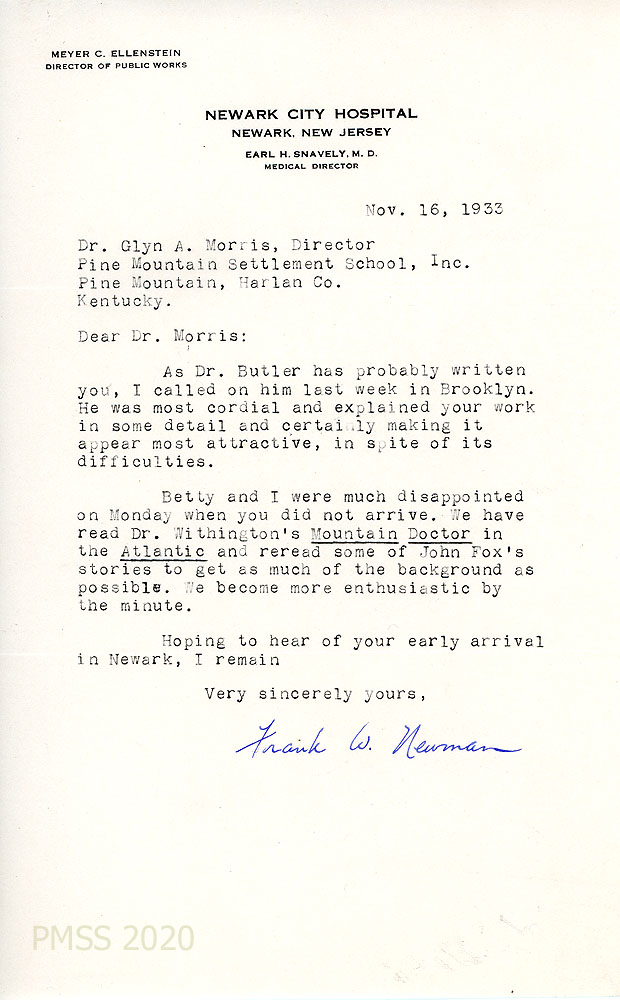 MEYER C. ELLENSTEIN
DIRECTOR OF PUBLIC WORKS
NEWARK CITY HOSPITAL
NEWARK, NEW JERSEY
EARL H. SNAVELY, M. D.
MEDICAL DIRECTOR
Nov. 16, 1933
Dr. Glyn A. Morris, Director
Pine Mountain Settlement School, Inc.
Pine Mountain, Harlan Co.
Kentucky.
Dear Dr. Morris:
As Dr. Butler has probably written
you, I called on him last week in Brooklyn.
He was most cordial and explained your work
in some detail and certainly making it
appear most attractive, in spite of its
difficulties.
Betty and I were much disappointed
on Monday when you did not arrive. We have
read Dr. Withington's Mountain Doctor in
the Atlantic and reread some of John Fox's
stories to get as much of the background as
possible. We become more enthusiastic by
the minute.
Hoping to hear of your early arrival
in Newark, I remain
Very sincerely yours,
Frank W. Newman
PMSS 2020